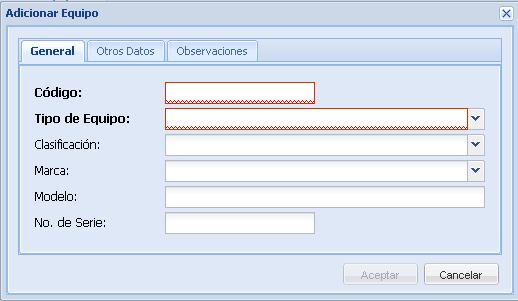 Adicionar Equipo
General Otros Datos Observaciones
Código:
Tipo de Equipo:
Clasificación:
Marca:
Modelo:
No. de Serie:
Aceptar Cancelar